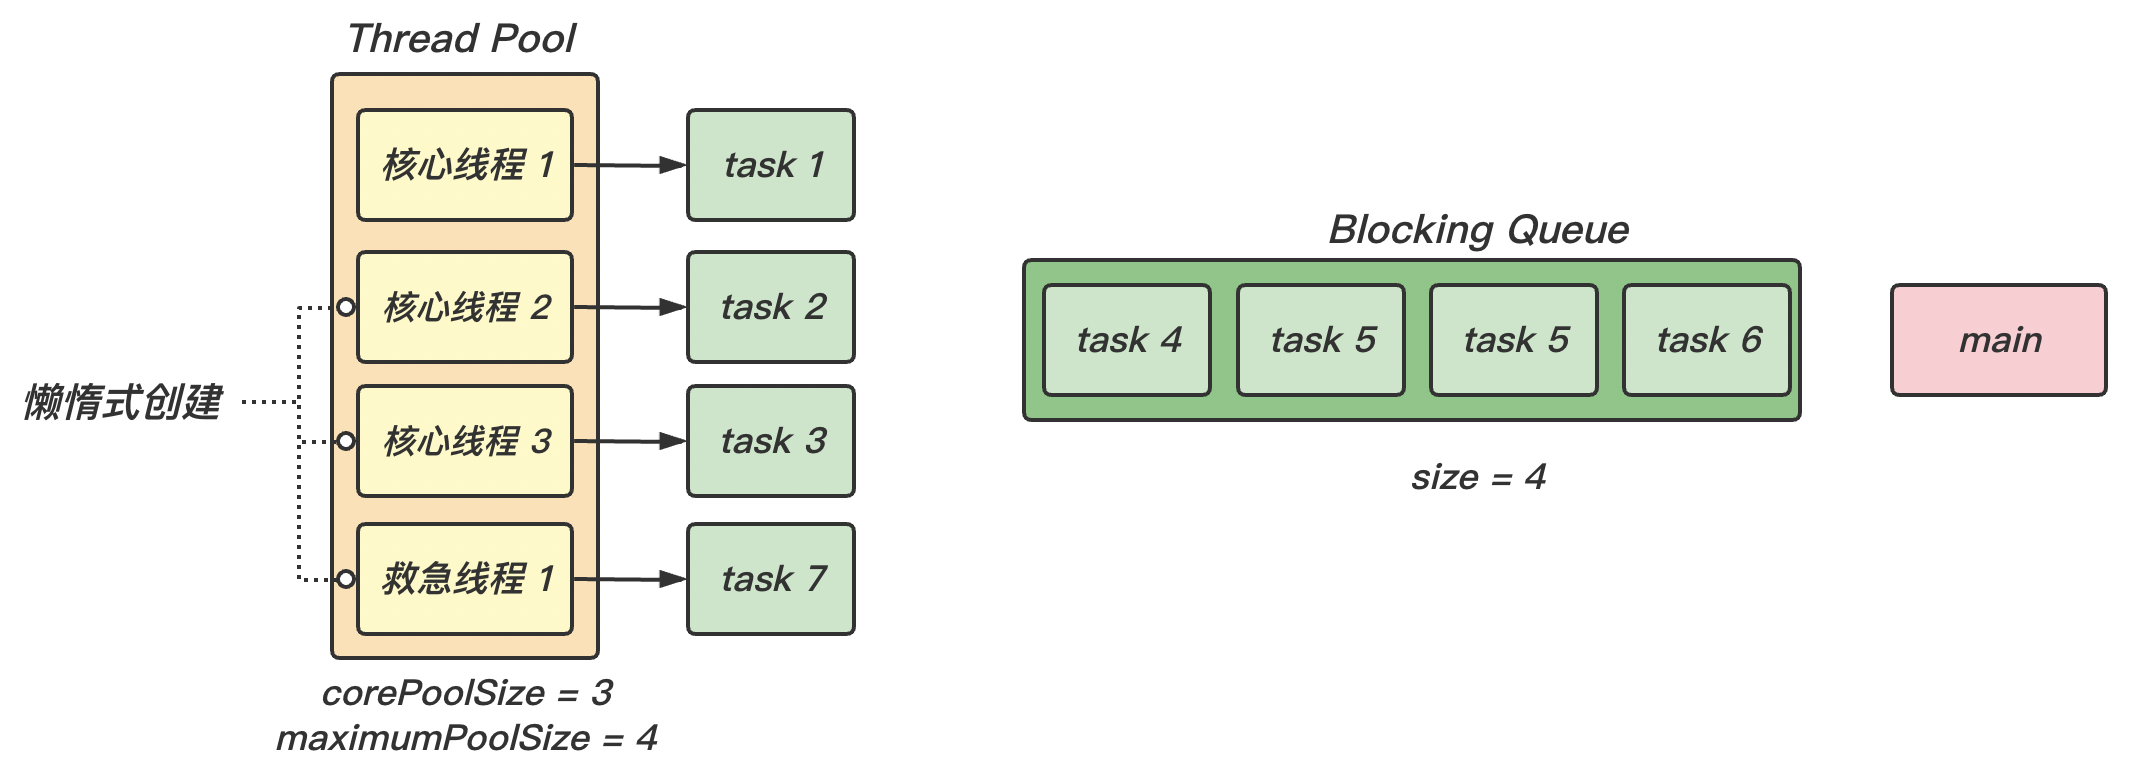 Thread Pool
核心线程 1
task 1
核心线程 2
task 2
懒惰式创建
核心线程 3
task 3
救急线程 1
task 7
corePoolSize = 3
maximumPoolSize = 4
Blocking Queue
task 4
task 5
task 5
task 6
size = 4
main